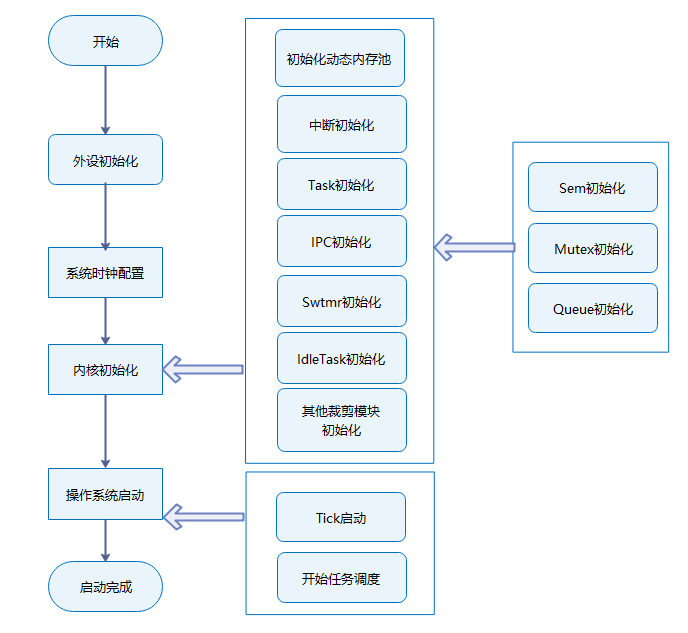 开始
外设初始化
系统时钟配置
内核初始化
操作系统启动
启动完成
初始化动态内存池
中断初始化
Task初始化
IPC初始化
Swtmr初始化
IdleTask初始化
其他裁剪模块
初始化
Tick启动
开始任务调度
Sem初始化
Mutex初始化
Queue初始化